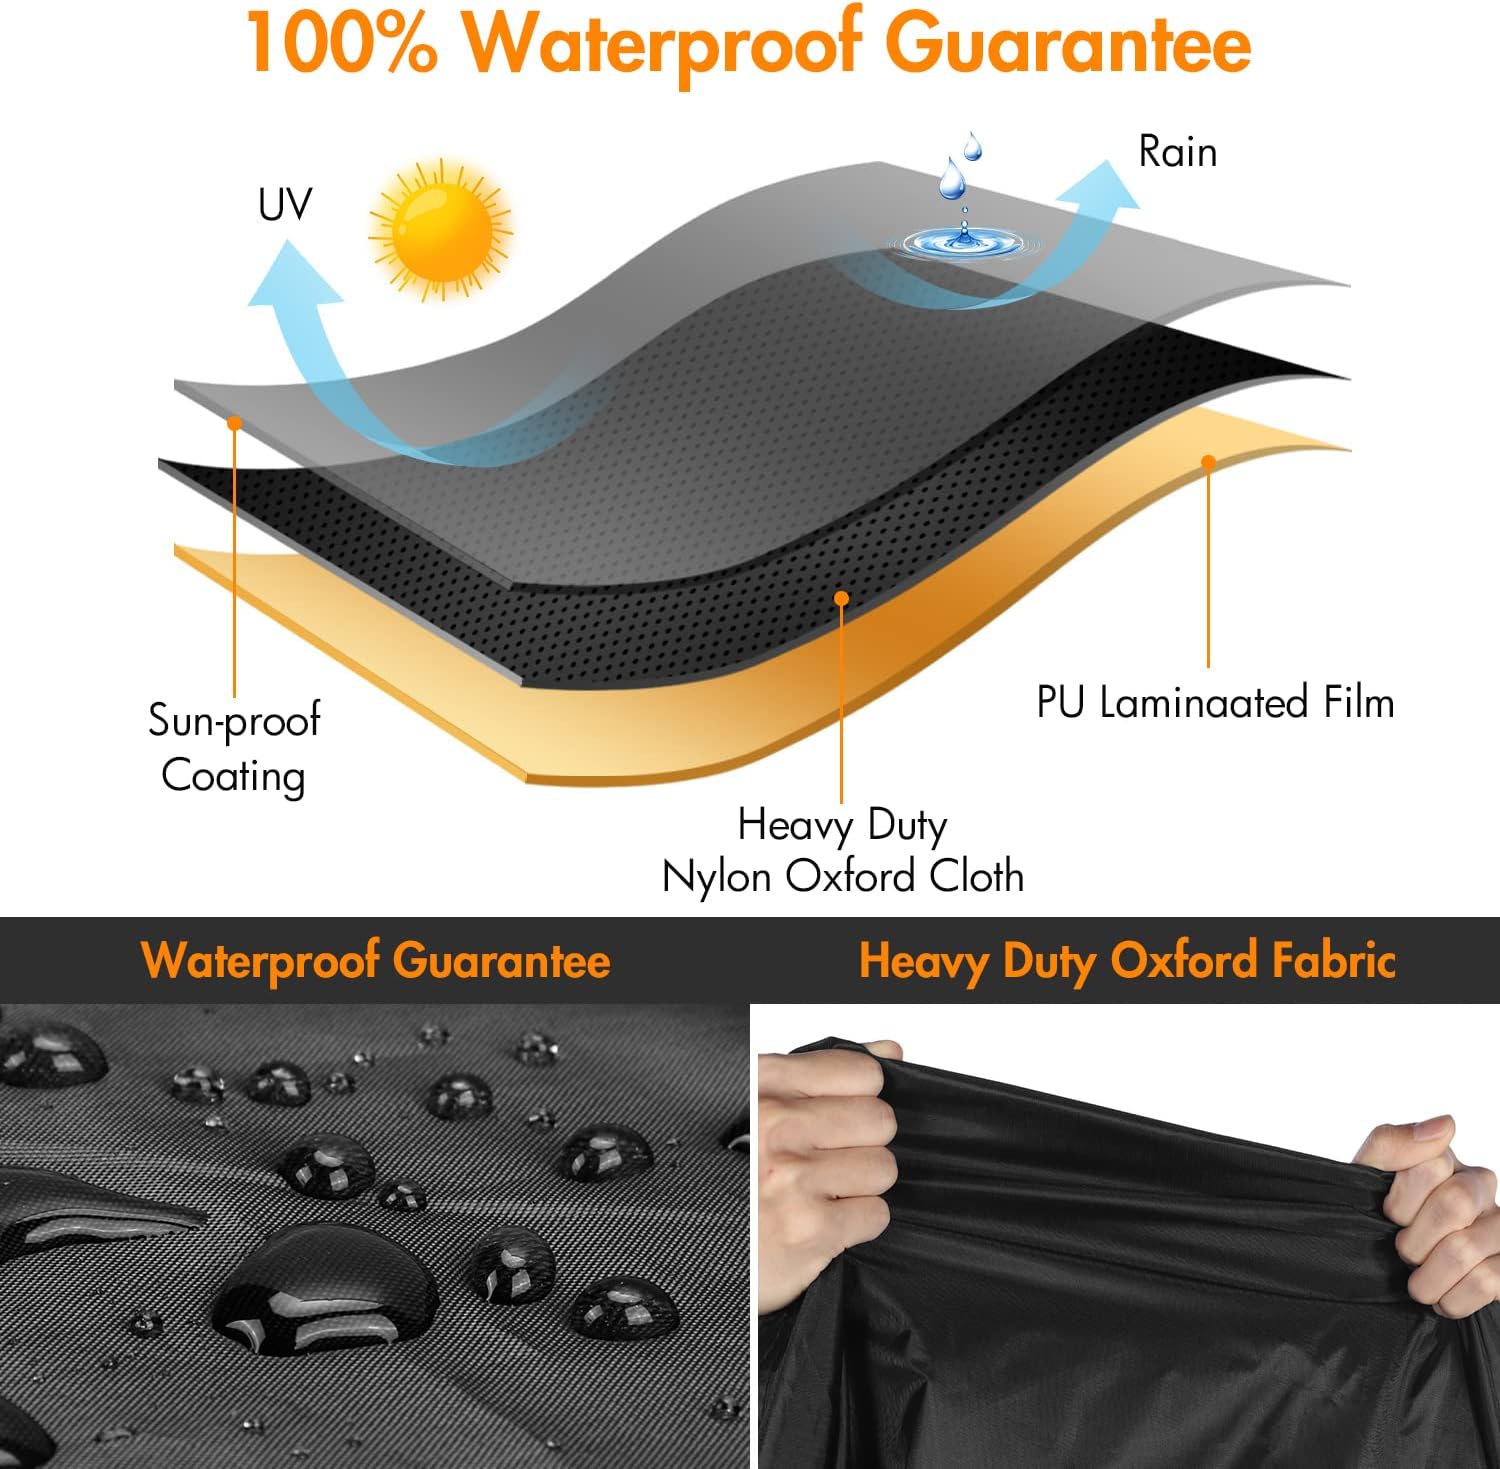 100% Waterproof Guarantee
Rain
UV
Sun-proof
Coating
PU Laminaated Film
Heavy Duty
Nylon Oxford Cloth
Waterproof Guarantee
Heavy Duty Oxford Fabric